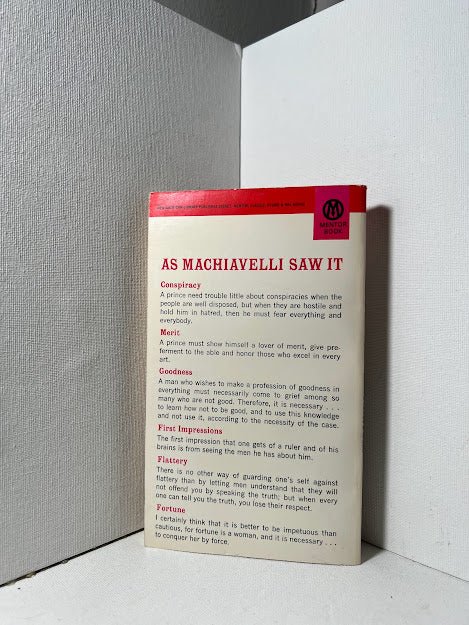 NEW AMERICAN LIBRARY PUBLISHES SIGNET, MENTOR, CLASSIC, SIGNETTE & NAL BOOKS
M
MENTOR
BOOK
AS MACHIAVELLI SAW IT
Conspiracy
A prince need trouble little about conspiracies when the
people are well disposed, but when they are hostile and
hold him in hatred, then he must fear everything and
everybody.
Merit
A prince must show himself a lover of merit, give pre-
ferment to the able and honor those who excel in every
art.
Goodness
A man who wishes to make a profession of goodness in
everything must necessarily come to grief among so
many who are not good. Therefore, it is necessary . . .
to learn how not to be good, and to use this knowledge
and not use it, according to the necessity of the case.
First Impressions
The first impression that one gets of a ruler and of his
brains is from seeing the men he has about him.
Flattery
There is no other way of guarding one's self against
flattery than by letting men understand that they will
not offend you by speaking the truth; but when every
one can tell you the truth, you lose their respect.
Fortune
I certainly think that it is better to be impetuous than
cautious, for fortune is a woman, and it is necessary . . .
to conquer her by force.